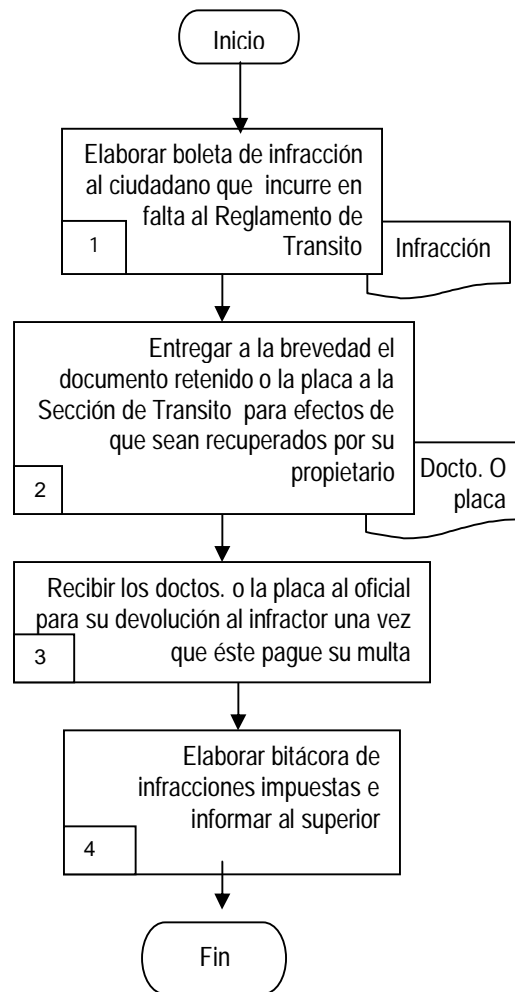 Inicio
Elaborar boleta de infracción
al ciudadano que incurre en
falta al Reglamento de
Transito
1
Infracción
Entregar a la brevedad el
documento retenido o la placa a la
Sección de Transito para efectos de
que sean recuperados por su
propietario
2
Docto. O
placa
Recibir los doctos. o la placa al oficial
para su devolución al infractor una vez
que éste pague su multa
3
Elaborar bitácora de
infracciones impuestas e
informar al superior
4
Fin